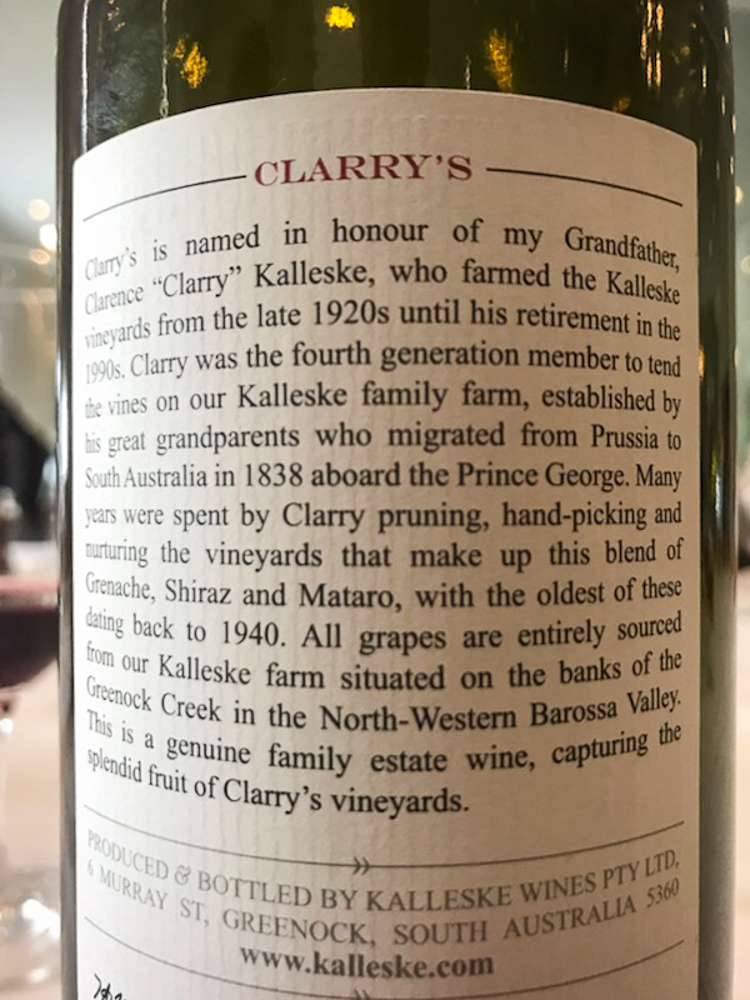 CLARRY'S
Clarry's is named in honour of my Grandfather,
Clarence “Clarry” Kalleske, who farmed the Kalleske
vineyards from the late 1920s until his retirement in the
1990s. Clarry was the fourth generation member to tend
the vines on our Kalleske family farm, established by
his great grandparents who migrated from Prussia to
South Australia in 1838 aboard the Prince George. Many
years were spent by Clarry pruning, hand-picking and
nurturing the vineyards that make up this blend of
Grenache, Shiraz and Mataro, with the oldest of these
dating back to 1940. All grapes are entirely sourced
from our Kalleske farm situated on the banks of the
Greenock Creek in the North-Western Barossa Valley.
This is a genuine family estate wine, capturing the
splendid fruit of Clarry's vineyards.
PRODUCED & BOTTLED BY KALLESKE WINES PTY LTD,
6 MURRAY ST, GREENOCK, SOUTH AUSTRALIA 5360
www.kalleske.com